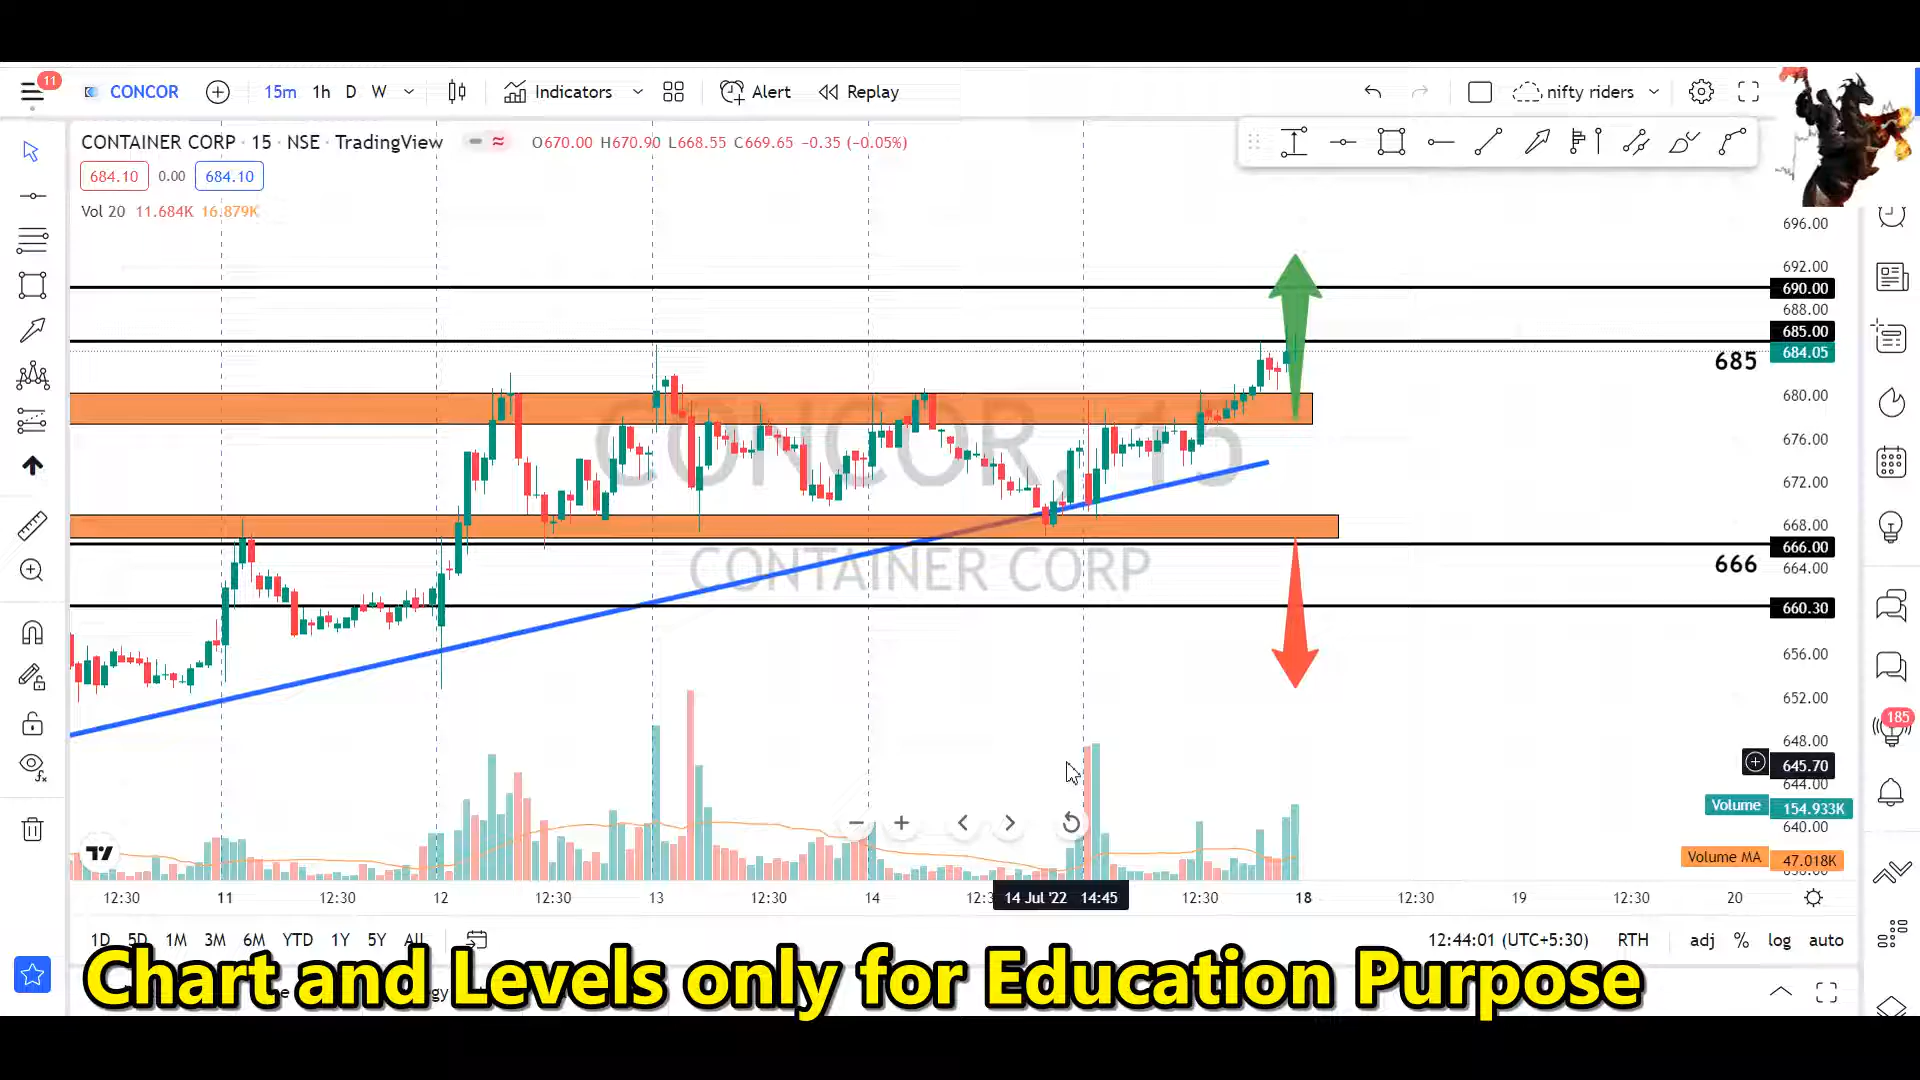 11
CONCOR
15m 1h D W
Indicators
Alert
Replay
nifty riders
CONTAINER CORP · 15 · NSE · TradingView
O670.00 H670.90 L668.55 C669.65 −0.35 (−0.05%)
684.10 0.00 684.10
Vol 20 11.684K 16.879K
CONCOR, 15
CONTAINER CORP
696.00
692.00
690.00
688.00
685.00
684.05
685
680.00
676.00
672.00
668.00
666.00
666
664.00
660.30
656.00
652.00
648.00
645.70
644.00
Volume 154.933K
640.00
Volume MA 47.018K
185
12:30 11 12:30 12 12:30 13 12:30 14 14 Jul '22 14:45 12:30 18 12:30 19 12:30 20
1D 5D 1M 3M 6M YTD 1Y 5Y All
12:44:01 (UTC+5:30) RTH adj % log auto
Chart and Levels only for Education Purpose